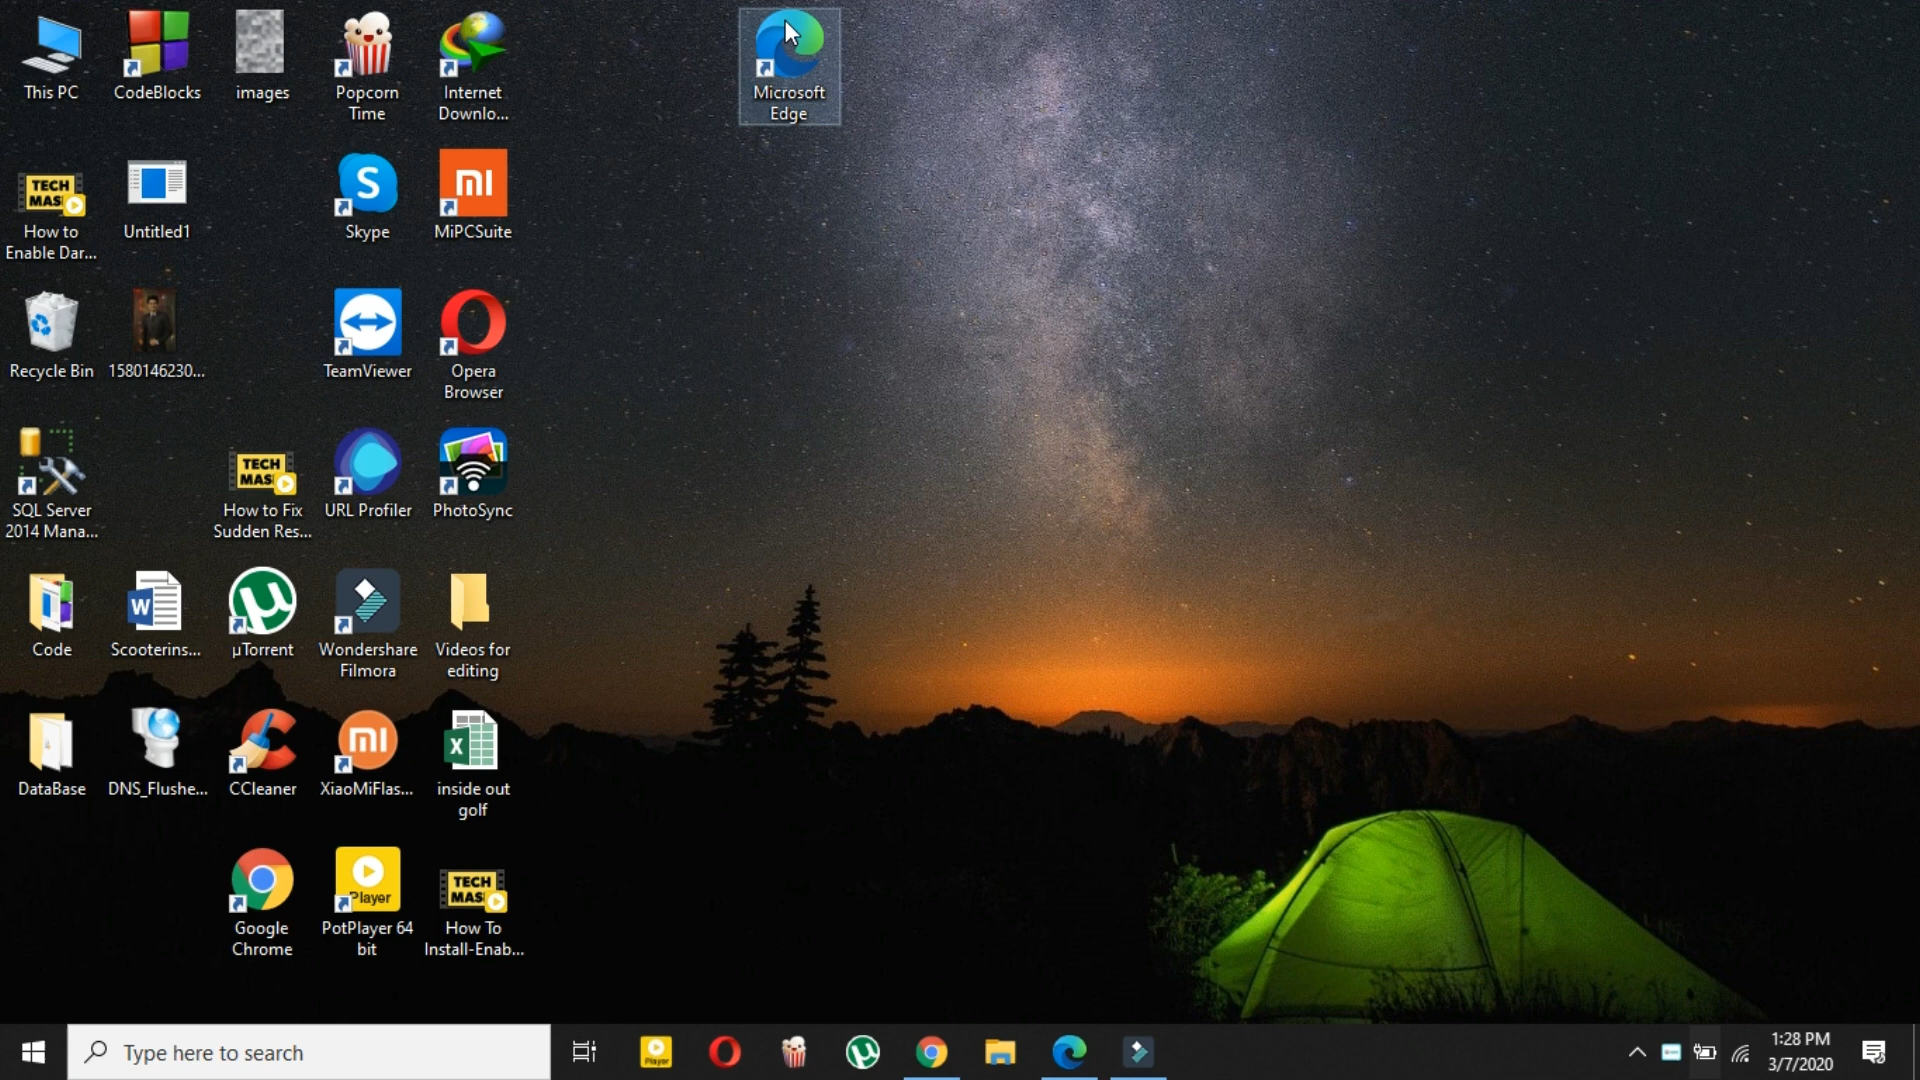 This PC
CodeBlocks
images
Popcorn
Time
Internet
Downlo...
Microsoft
Edge
TECH
MAS
How to
Enable Dar...
Untitled1
S
Skype
mi
MiPCSuite
Recycle Bin
1580146230...
TeamViewer
Opera
Browser
SQL Server
2014 Mana...
TECH
MAS
How to Fix
Sudden Res...
URL Profiler
PhotoSync
Code
W
Scooterins...
µ
µTorrent
Wondershare
Filmora
Videos for
editing
DataBase
DNS_Flushe...
CCleaner
mi
XiaoMiFlas...
X
inside out
golf
Google
Chrome
Player
PotPlayer 64
bit
TECH
MAS
How To
Install-Enab...
Type here to search
Player
µ
1:28 PM
3/7/2020